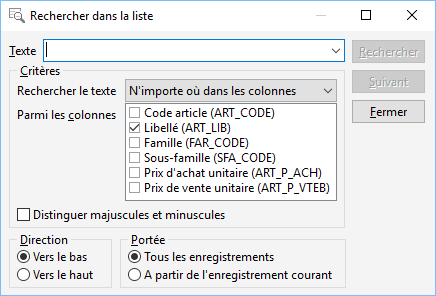 Rechercher dans la liste
Texte
Rechercher
Critères
Suivant
Rechercher le texte N'importe où dans les colonnes
Fermer
Parmi les colonnes
Code article (ART_CODE)
Libellé (ART_LIB)
Famille (FAR_CODE)
Sous-famille (SFA_CODE)
Prix d'achat unitaire (ART_P_ACH)
Prix de vente unitaire (ART_P_VTEB)
Distinguer majuscules et minuscules
Direction
Vers le bas
Vers le haut
Portée
Tous les enregistrements
A partir de l'enregistrement courant